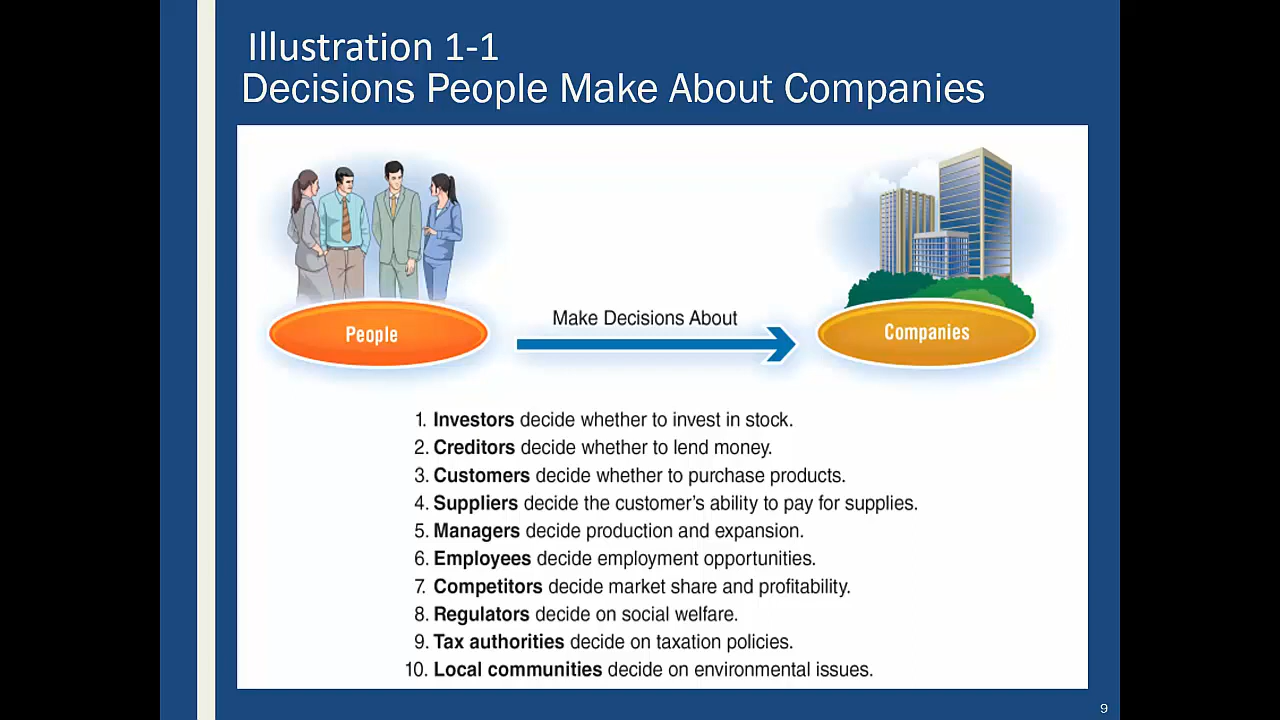 Illustration 1-1
Decisions People Make About Companies
People
Make Decisions About
Companies
1. Investors decide whether to invest in stock.
2. Creditors decide whether to lend money.
3. Customers decide whether to purchase products.
4. Suppliers decide the customer's ability to pay for supplies.
5. Managers decide production and expansion.
6. Employees decide employment opportunities.
7. Competitors decide market share and profitability.
8. Regulators decide on social welfare.
9. Tax authorities decide on taxation policies.
10. Local communities decide on environmental issues.
9